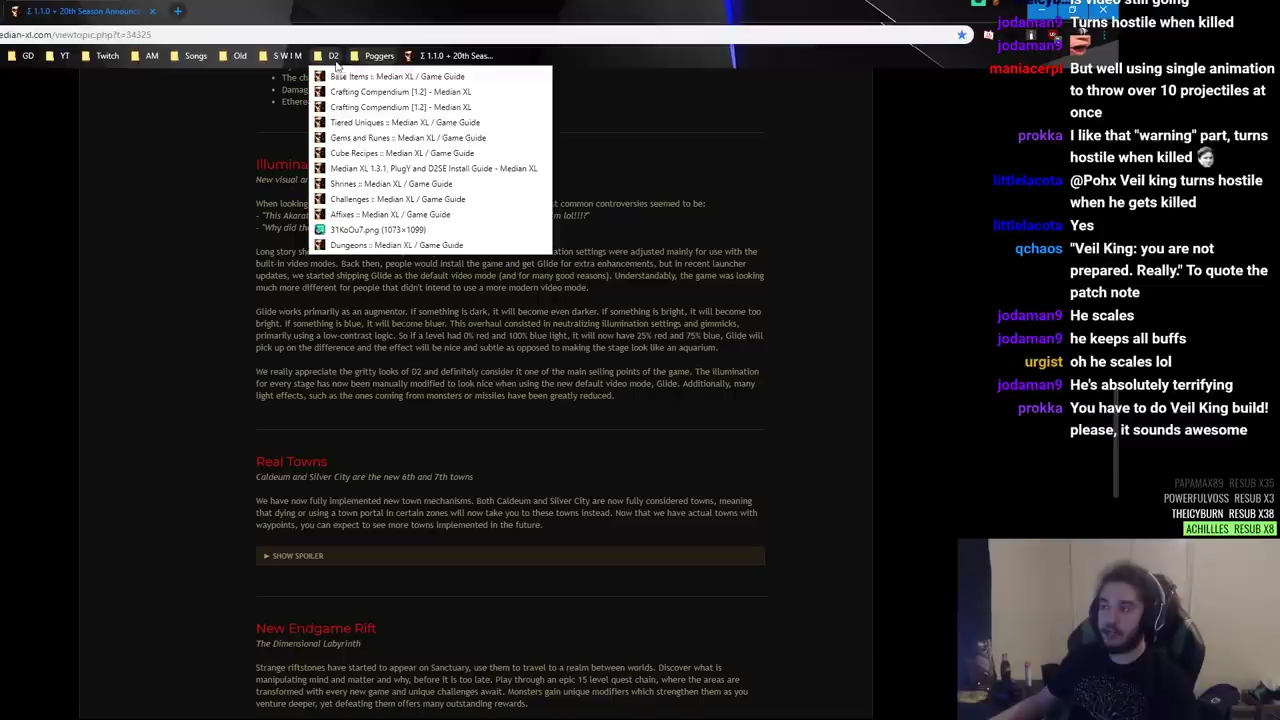 Σ 1.1.0 + 20th Season Announc
edian-xl.com/viewtopic.php?t=34325
GD YT Twitch AM Songs Old S W I M D2 Poggers Σ 1.1.0 + 20th Seas...
Base Items :: Median XL / Game Guide
Crafting Compendium [1.2] - Median XL
Crafting Compendium [1.2] - Median XL
Tiered Uniques :: Median XL / Game Guide
Gems and Runes :: Median XL / Game Guide
Cube Recipes :: Median XL / Game Guide
Median XL 1.3.1, PlugY and D2SE Install Guide - Median XL
Shrines :: Median XL / Game Guide
Challenges :: Median XL / Game Guide
Affixes :: Median XL / Game Guide
31KoOu7.png (1073×1099)
Dungeons :: Median XL / Game Guide
The ch
Damag
Ethere
Illumina
New visual a
When looking
st common controversies seemed to be:
- "This Akara
m lol!!!?"
- "Why did th
Long story sh
nation settings were adjusted mainly for use with the
built-in video modes. Back then, people would install the game and get Glide for extra enhancements, but in recent launcher
updates, we started shipping Glide as the default video mode (and for many good reasons). Understandably, the game was looking
much more different for people that didn't intend to use a more modern video mode.
Glide works primarily as an augmentor. If something is dark, it will become even darker. If something is bright, it will become too
bright. If something is blue, it will become bluer. This overhaul consisted in neutralizing illumination settings and gimmicks,
primarily using a low-contrast logic. So if a level had 0% red and 100% blue light, it will now have 25% red and 75% blue, Glide will
pick up on the difference and the effect will be nice and subtle as opposed to making the stage look like an aquarium.
We really appreciate the gritty looks of D2 and definitely consider it one of the main selling points of the game. The illumination
for every stage has now been manually modified to look nice when using the new default video mode, Glide. Additionally, many
light effects, such as the ones coming from monsters or missiles have been greatly reduced.
Real Towns
Caldeum and Silver City are the new 6th and 7th towns
We have now fully implemented new town mechanisms. Both Caldeum and Silver City are now fully considered towns, meaning
that dying or using a town portal in certain zones will now take you to these towns instead. Now that we have actual towns with
waypoints, you can expect to see more towns implemented in the future.
► SHOW SPOILER
New Endgame Rift
The Dimensional Labyrinth
Strange riftstones have started to appear on Sanctuary, use them to travel to a realm between worlds. Discover what is
manipulating mind and matter and why, before it is too late. Play through an epic 15 level quest chain, where the areas are
transformed with every new game and unique challenges await. Monsters gain unique modifiers which strengthen them as you
venture deeper, yet defeating them offers many outstanding rewards.
is video still going
jodaman9 Turns hostile when killed
jodaman9
maniacerpl But well using single animation
to throw over 10 projectiles at
once
prokka I like that "warning" part, turns
hostile when killed
littlelacota @Pohx Veil king turns hostile
when he gets killed
littlelacota Yes
qchaos "Veil King: you are not
prepared. Really." To quote the
patch note
jodaman9 He scales
jodaman9 he keeps all buffs
urgist oh he scales lol
jodaman9 He's absolutely terrifying
prokka You have to do Veil King build!
please, it sounds awesome
PAPAMAX89 RESUB X35
POWERFULVOSS RESUB X3
THEICYBURN RESUB X38
ACHILLLES RESUB X8